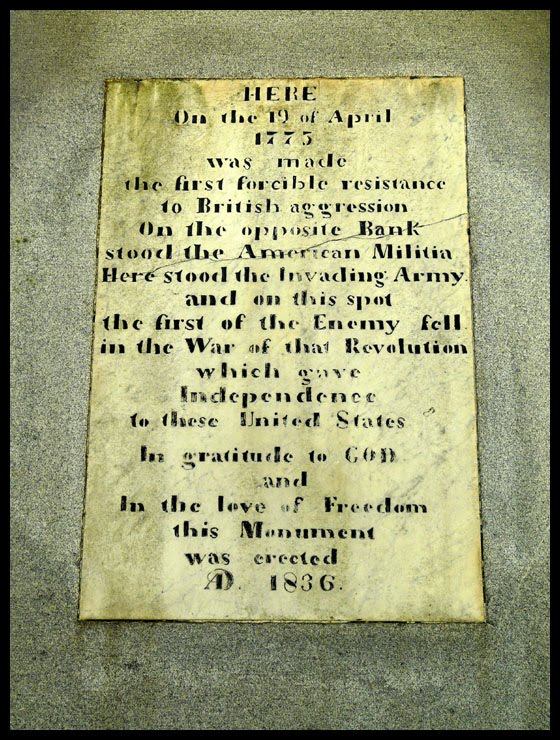 HERE
On the 19 of April
1775
was made
the first forcible resistance
to British aggression
On the opposite Bank
stood the American Militia
Here stood the Invading Army
and on this spot
the first of the Enemy fell
in the War of that Revolution
which gave
Independence
to these United States
In gratitude to GOD
and
In the love of Freedom
this Monument
was erected
AD. 1836.